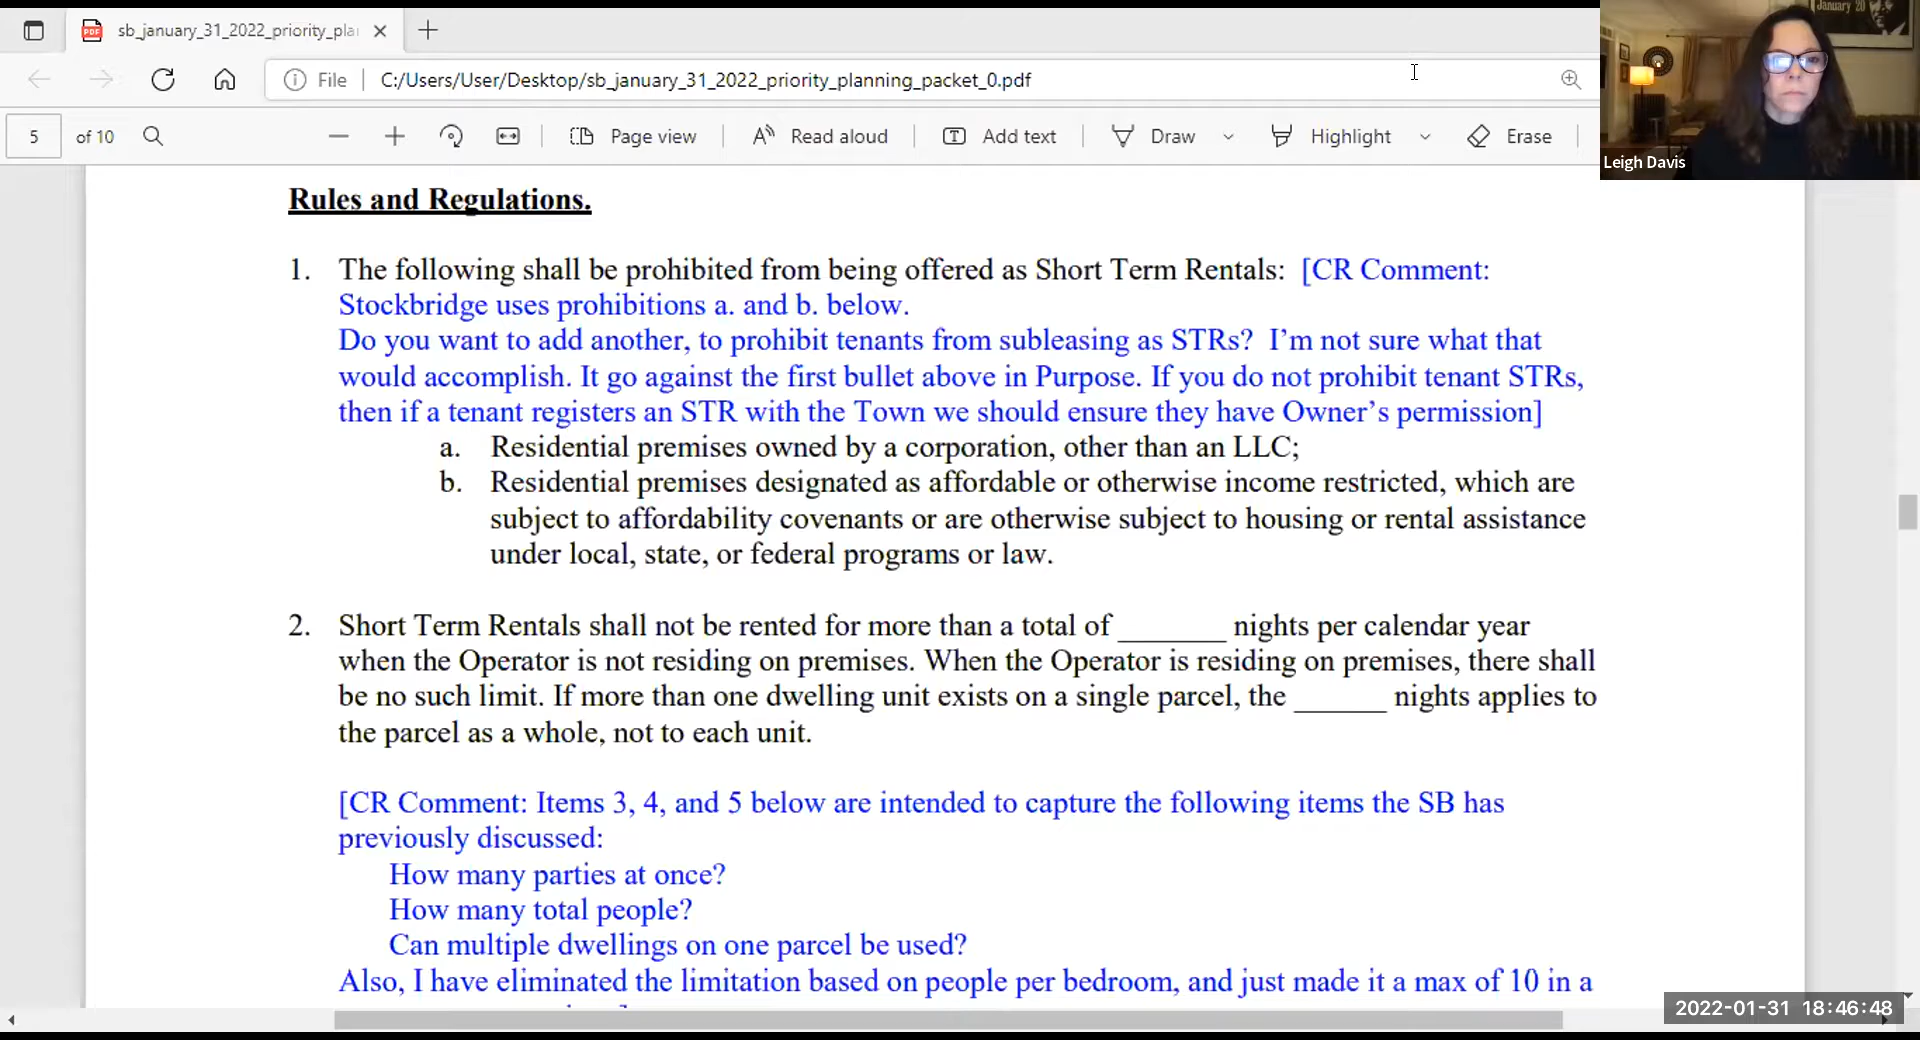 sb_january_31_2022_priority_pla
File C:/Users/User/Desktop/sb_january_31_2022_priority_planning_packet_0.pdf
5 of 10 Page view Read aloud Add text Draw Highlight Erase
January 20
Leigh Davis
Rules and Regulations.
1. The following shall be prohibited from being offered as Short Term Rentals: [CR Comment:
Stockbridge uses prohibitions a. and b. below.
Do you want to add another, to prohibit tenants from subleasing as STRs? I’m not sure what that
would accomplish. It go against the first bullet above in Purpose. If you do not prohibit tenant STRs,
then if a tenant registers an STR with the Town we should ensure they have Owner’s permission]
a. Residential premises owned by a corporation, other than an LLC;
b. Residential premises designated as affordable or otherwise income restricted, which are
subject to affordability covenants or are otherwise subject to housing or rental assistance
under local, state, or federal programs or law.
2. Short Term Rentals shall not be rented for more than a total of _______ nights per calendar year
when the Operator is not residing on premises. When the Operator is residing on premises, there shall
be no such limit. If more than one dwelling unit exists on a single parcel, the ______ nights applies to
the parcel as a whole, not to each unit.
[CR Comment: Items 3, 4, and 5 below are intended to capture the following items the SB has
previously discussed:
How many parties at once?
How many total people?
Can multiple dwellings on one parcel be used?
Also, I have eliminated the limitation based on people per bedroom, and just made it a max of 10 in a
2022-01-31 18:46:48